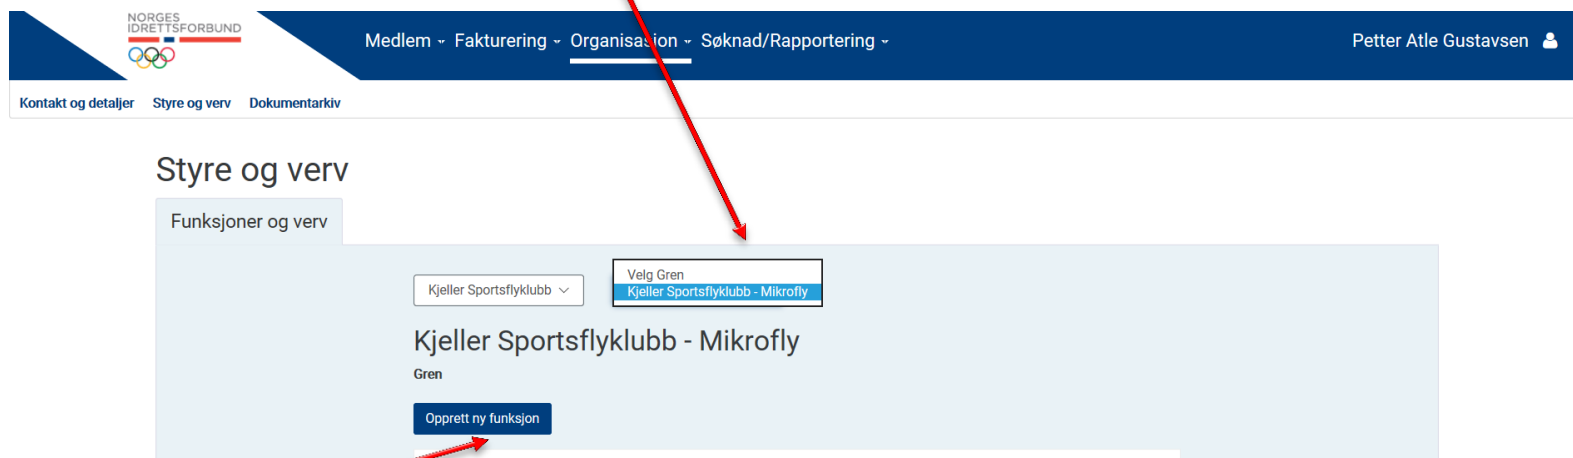 NORGES
IDRETTSFORBUND
Medlem Fakturering Organisasjon Søknad/Rapportering
Petter Atle Gustavsen
Kontakt og detaljer Styre og verv Dokumentarkiv
Styre og verv
Funksjoner og verv
Kjeller Sportsflyklubb
Velg Gren
Kjeller Sportsflyklubb - Mikrofly
Kjeller Sportsflyklubb - Mikrofly
Gren
Opprett ny funksjon